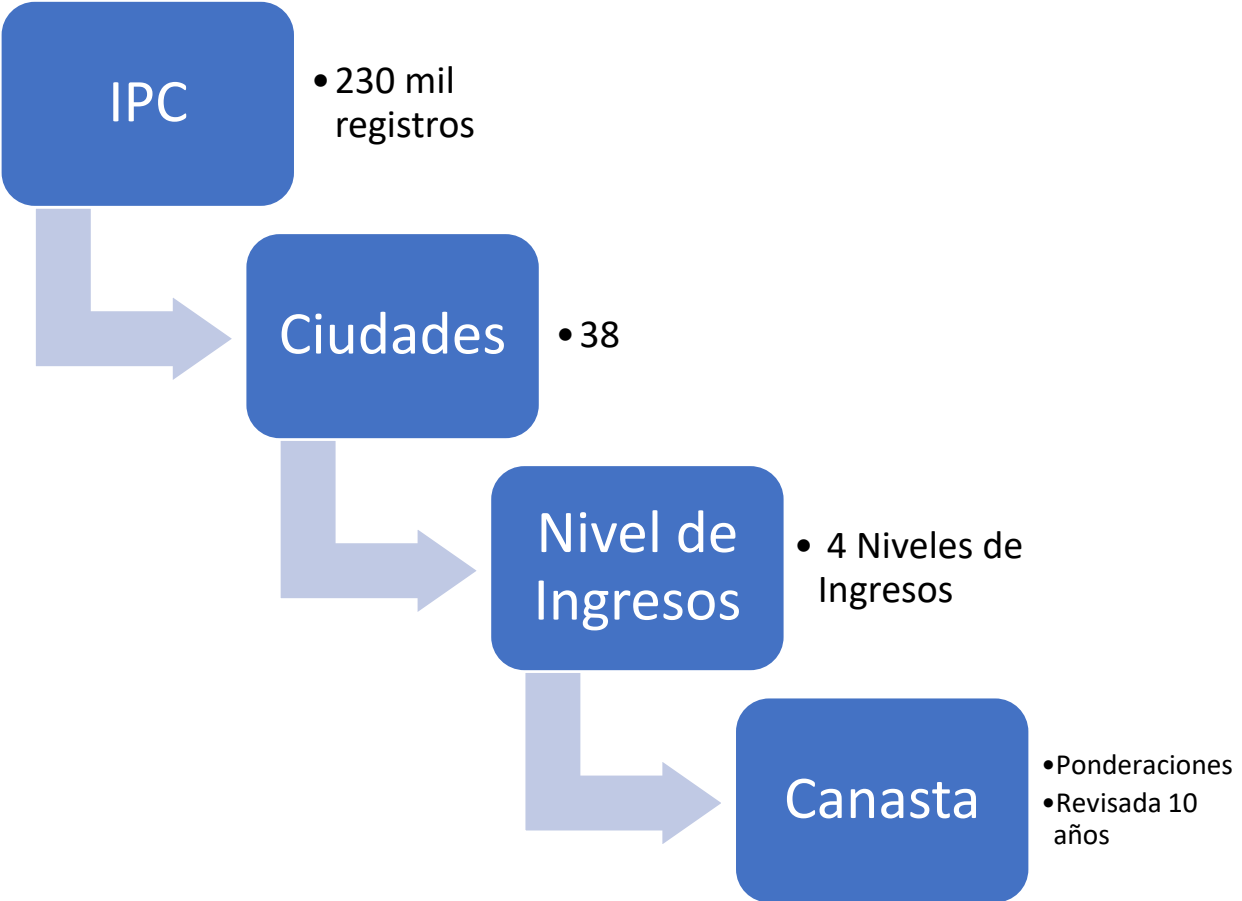 IPC
•230 mil
registros
Ciudades
•38
Nivel de
Ingresos
• 4 Niveles de
Ingresos
Canasta
•Ponderaciones
•Revisada 10
años